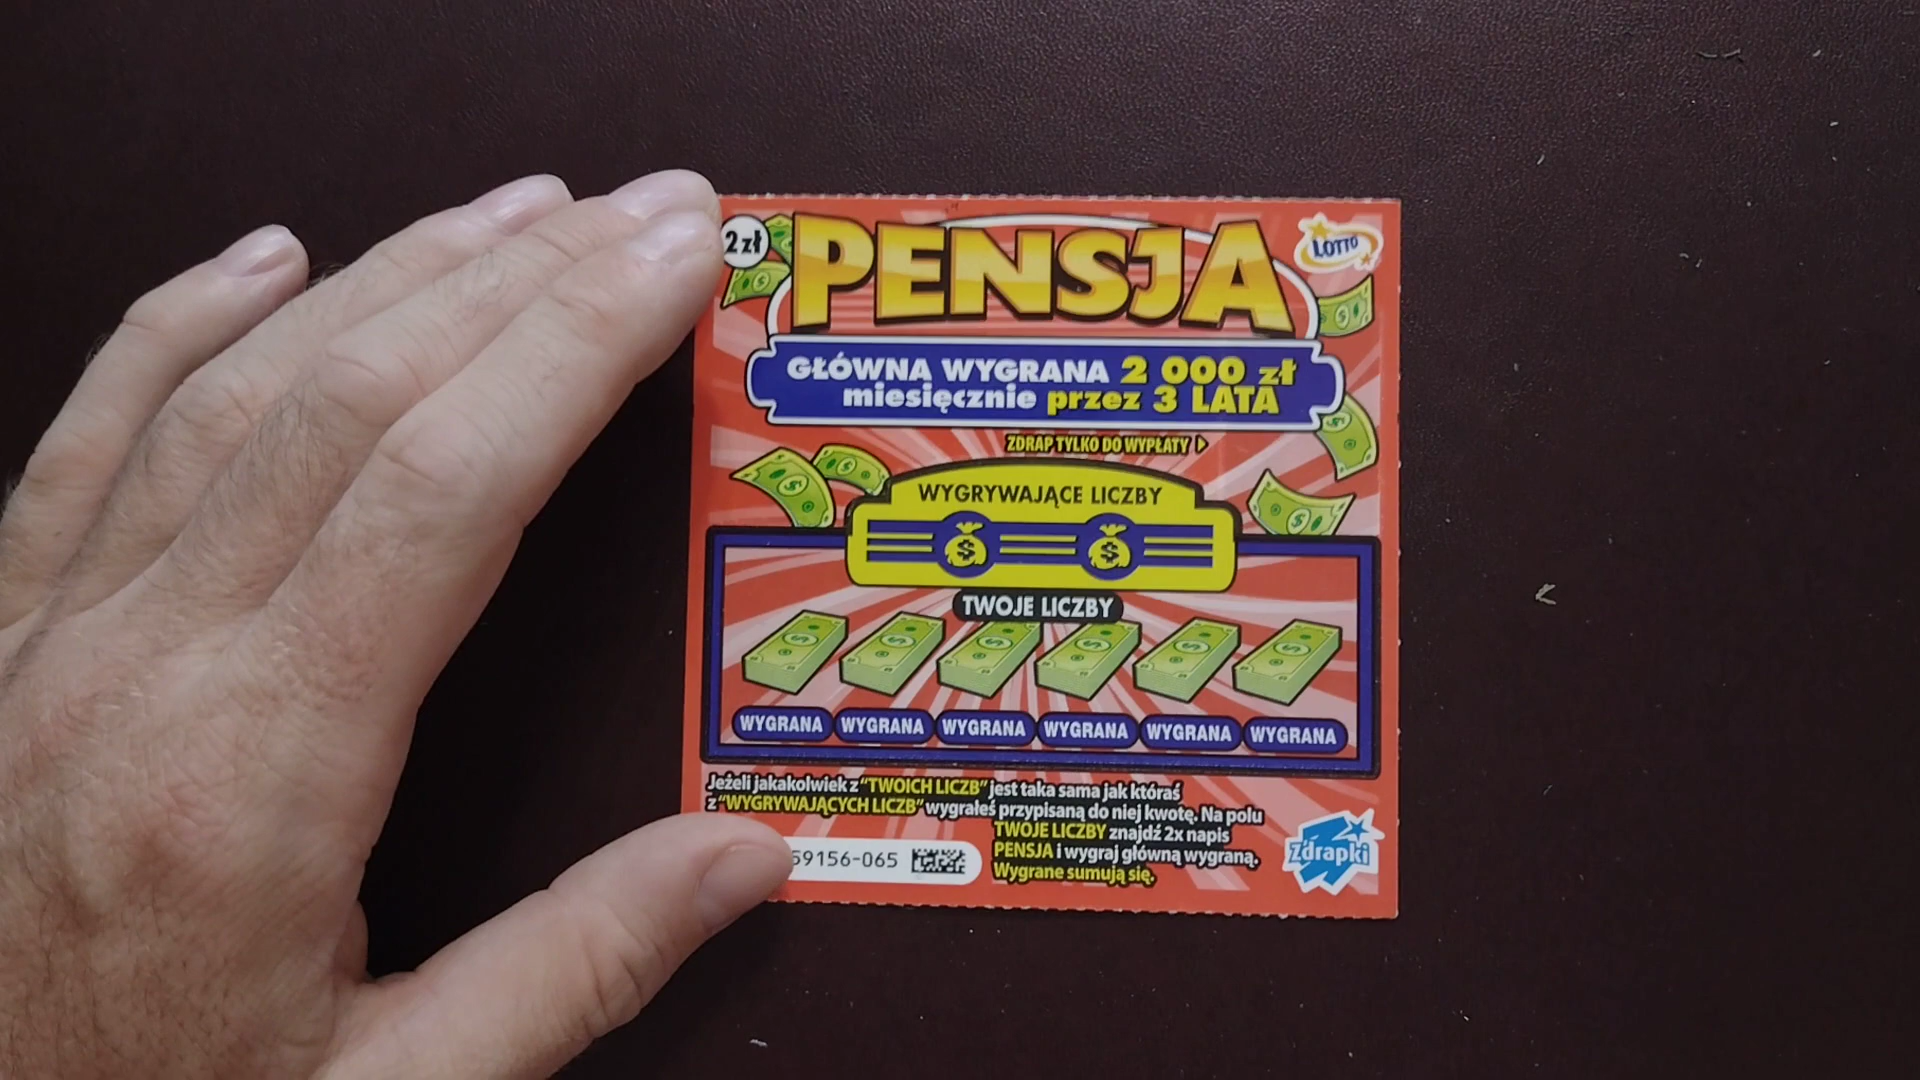 2 zł
PENSJA
LOTTO
GŁÓWNA WYGRANA 2 000 zł
miesięcznie przez 3 LATA
ZDRAP TYLKO DO WYPŁATY
WYGRYWAJĄCE LICZBY
TWOJE LICZBY
WYGRANA WYGRANA WYGRANA WYGRANA WYGRANA WYGRANA
Jeżeli jakakolwiek z "TWOICH LICZB" jest taka sama jak któraś
z "WYGRYWAJĄCYCH LICZB" wygrałeś przypisaną do niej kwotę. Na polu
TWOJE LICZBY znajdź 2x napis
PENSJA i wygraj główną wygraną.
Wygrane sumują się.
59156-065
Zdrapki